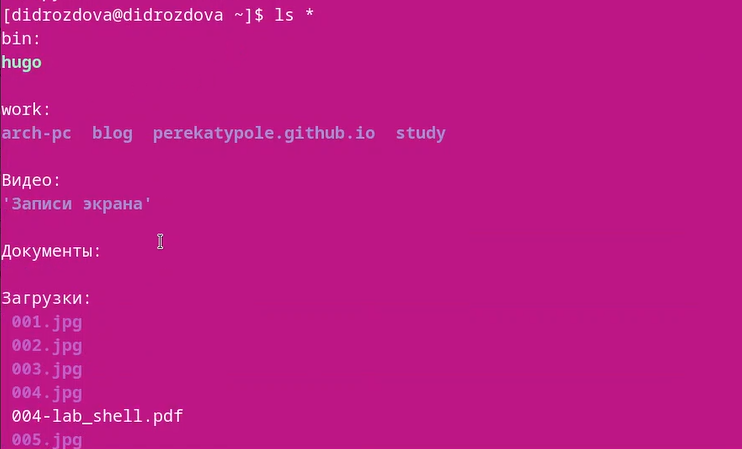 [didrozdova@didrozdova ~]$ ls *
bin:
hugo
work:
arch-pc  blog  perekatypole.github.io  study
Видео:
'Записи экрана'
Документы:
Загрузки:
001.jpg
002.jpg
003.jpg
004.jpg
004-lab_shell.pdf
005.jpg